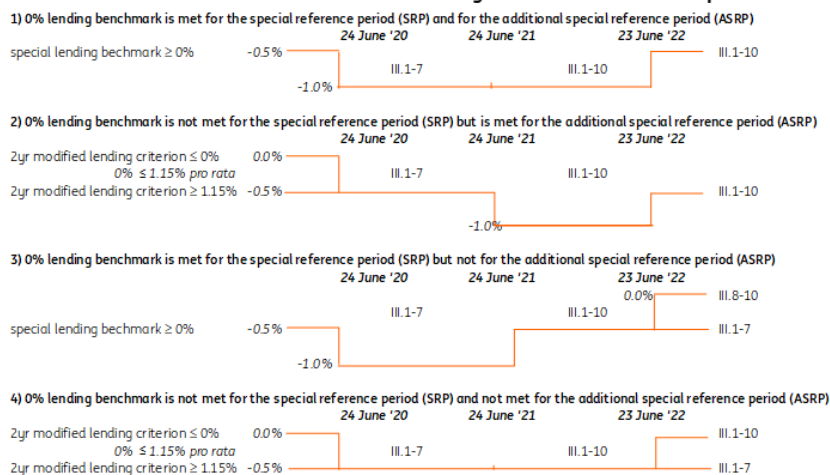 1) 0% lending benchmark is met for the special reference period (SRP) and for the additional special reference period (ASRP)
24 June '20 24 June '21 23 June '22
special lending bechmark ≥ 0% -0.5% III.1-10
III.1-7 III.1-10
-1.0%
2) 0% lending benchmark is not met for the special reference period (SRP) but is met for the additional special reference period (ASRP)
24 June '20 24 June '21 23 June '22
2yr modified lending criterion ≤ 0% 0.0%
0% ≤ 1.15% pro rata III.1-7 III.1-10
2yr modified lending criterion ≥ 1.15% -0.5% III.1-10
-1.0%
3) 0% lending benchmark is met for the special reference period (SRP) but not for the additional special reference period (ASRP)
24 June '20 24 June '21 23 June '22
0.0% III.8-10
III.1-7 III.1-10
special lending bechmark ≥ 0% -0.5% III.1-7
-1.0%
4) 0% lending benchmark is not met for the special reference period (SRP) and not met for the additional special reference period (ASRP)
24 June '20 24 June '21 23 June '22
2yr modified lending criterion ≤ 0% 0.0% III.1-10
0% ≤ 1.15% pro rata III.1-7 III.1-10
2yr modified lending criterion ≥ 1.15% -0.5% III.1-7